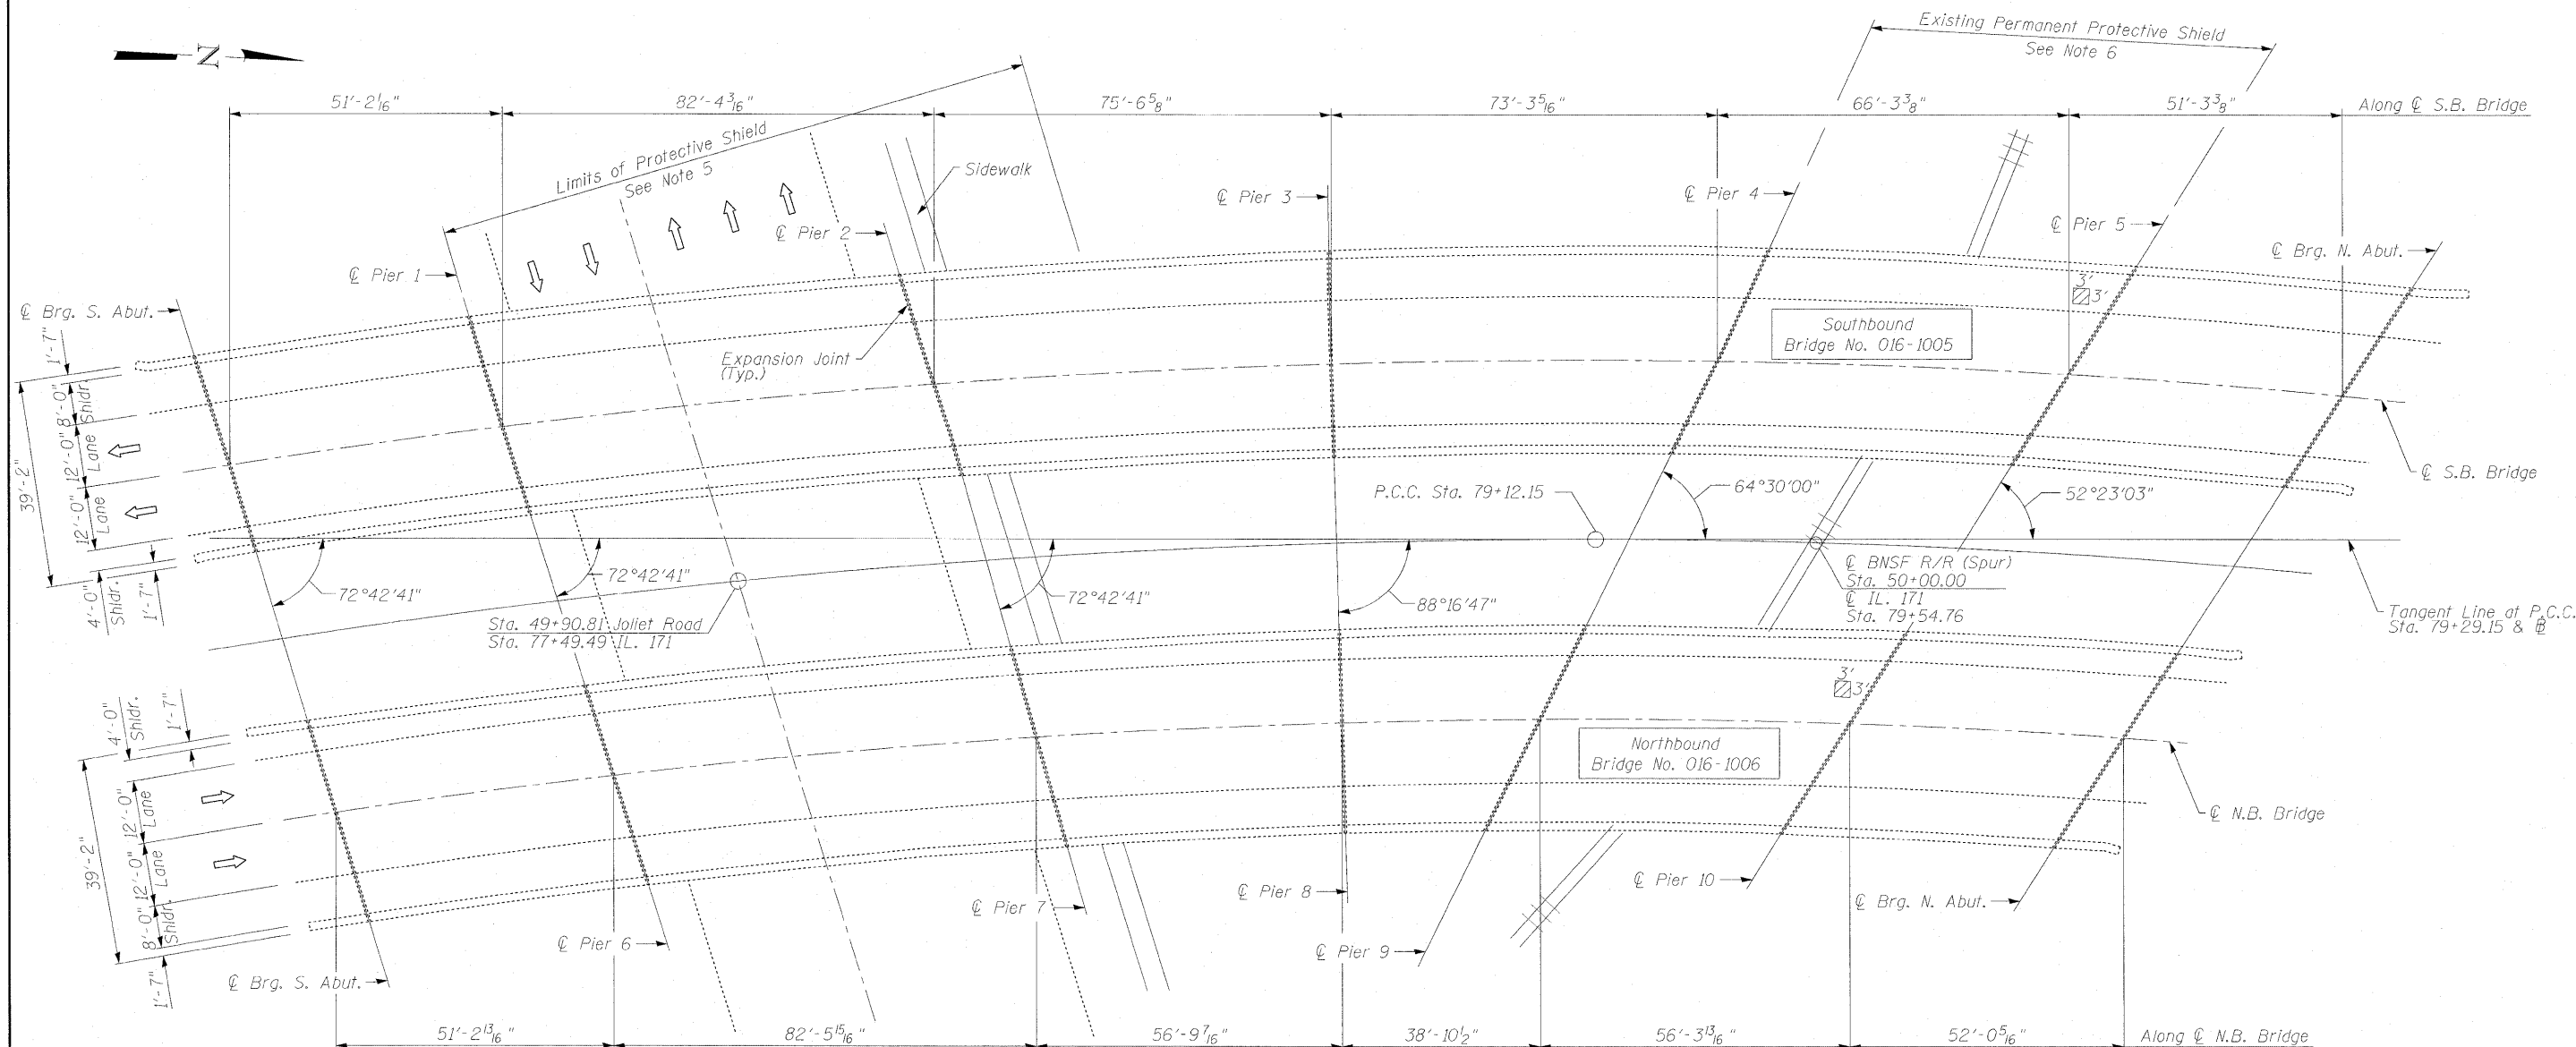 N
Existing Permanent Protective Shield
See Note 6
51'-2 1/16"
82'-4 3/16"
75'-6 5/8"
73'-3 5/16"
66'-3 3/8"
51'-3 3/8"
Along ℄ S.B. Bridge
Limits of Protective Shield
See Note 5
Sidewalk
℄ Pier 1
℄ Pier 2
℄ Pier 3
℄ Pier 4
℄ Pier 5
℄ Brg. N. Abut.
℄ Brg. S. Abut.
3'
3'
Southbound
Bridge No. 016-1005
Expansion Joint
(Typ.)
1'-7"
8'-0"
Shldr.
12'-0"
Lane
12'-0"
Lane
39'-2"
4'-0"
Shldr.
1'-7"
℄ S.B. Bridge
P.C.C. Sta. 79+12.15
64°30'00"
52°23'03"
72°42'41"
72°42'41"
72°42'41"
88°16'47"
℄ BNSF R/R (Spur)
Sta. 50+00.00
℄ IL. 171
Sta. 79+54.76
Sta. 49+90.81 Joliet Road
Sta. 77+49.49 IL. 171
Tangent Line at P.C.C.
Sta. 79+29.15 & ⅊
4'-0"
Shldr.
1'-7"
3'
3'
Northbound
Bridge No. 016-1006
12'-0"
Lane
12'-0"
Lane
39'-2"
8'-0"
Shldr.
1'-7"
℄ N.B. Bridge
℄ Brg. S. Abut.
℄ Pier 6
℄ Pier 7
℄ Pier 8
℄ Pier 9
℄ Pier 10
℄ Brg. N. Abut.
51'-2 13/16"
82'-5 15/16"
56'-9 7/16"
38'-10 1/2"
56'-3 13/16"
52'-0 5/16"
Along ℄ N.B. Bridge